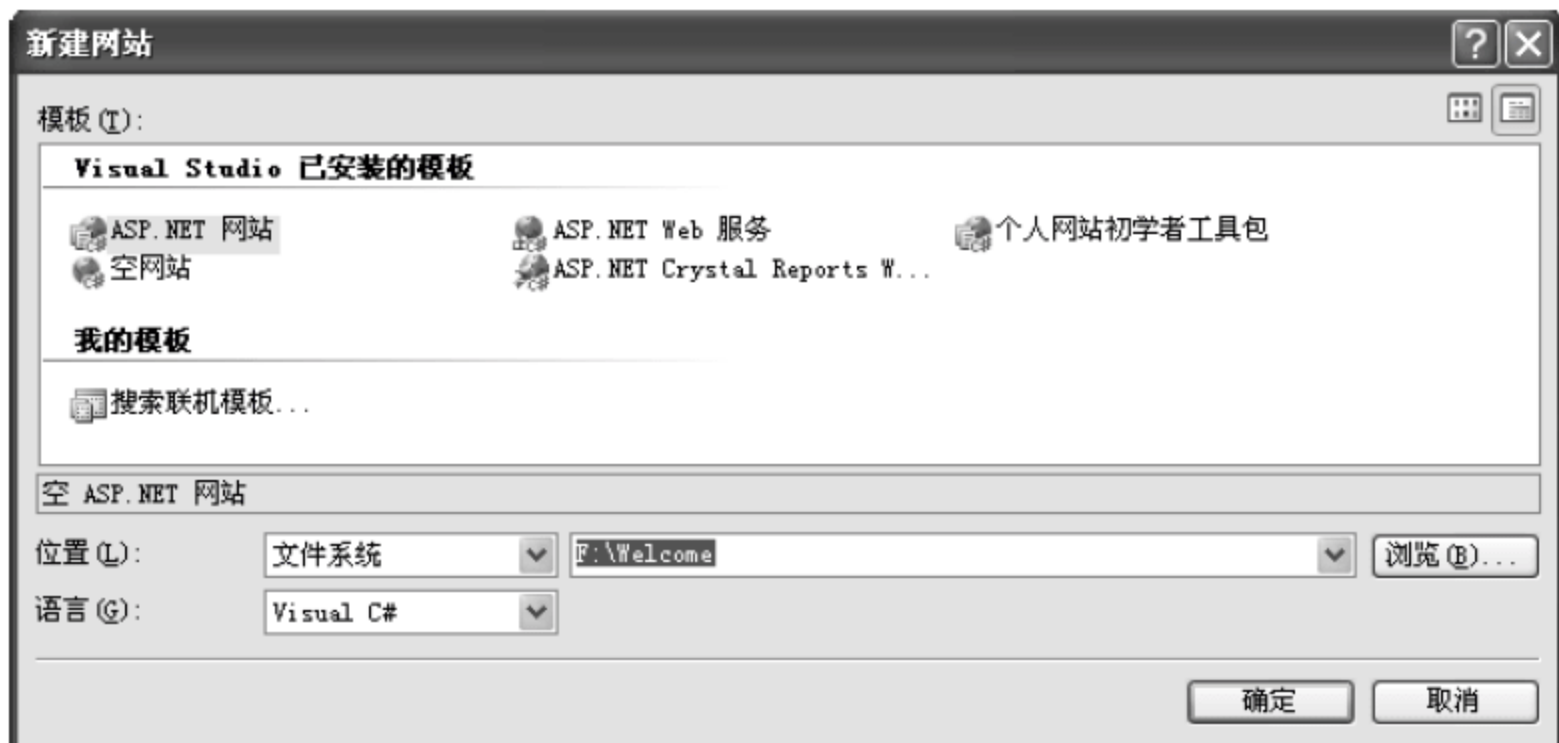 新建网站
模板(T):
Visual Studio 已安装的模板
ASP.NET 网站 ASP.NET Web 服务 个人网站初学者工具包
空网站 ASP.NET Crystal Reports W...
我的模板
搜索联机模板...
空 ASP.NET 网站
位置(L): 文件系统 F:\Welcome 浏览(B)...
语言(G): Visual C#
确定 取消